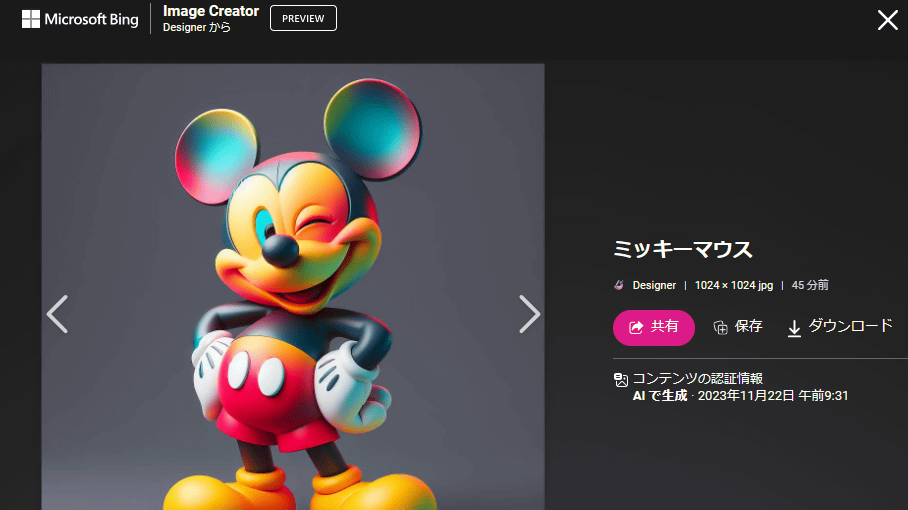 Microsoft Bing
Image Creator
Designer から
PREVIEW
ミッキーマウス
Designer | 1024 × 1024 jpg | 45 分前
共有 保存 ダウンロード
コンテンツの認証情報
AI で生成 · 2023年11月22日 午前9:31